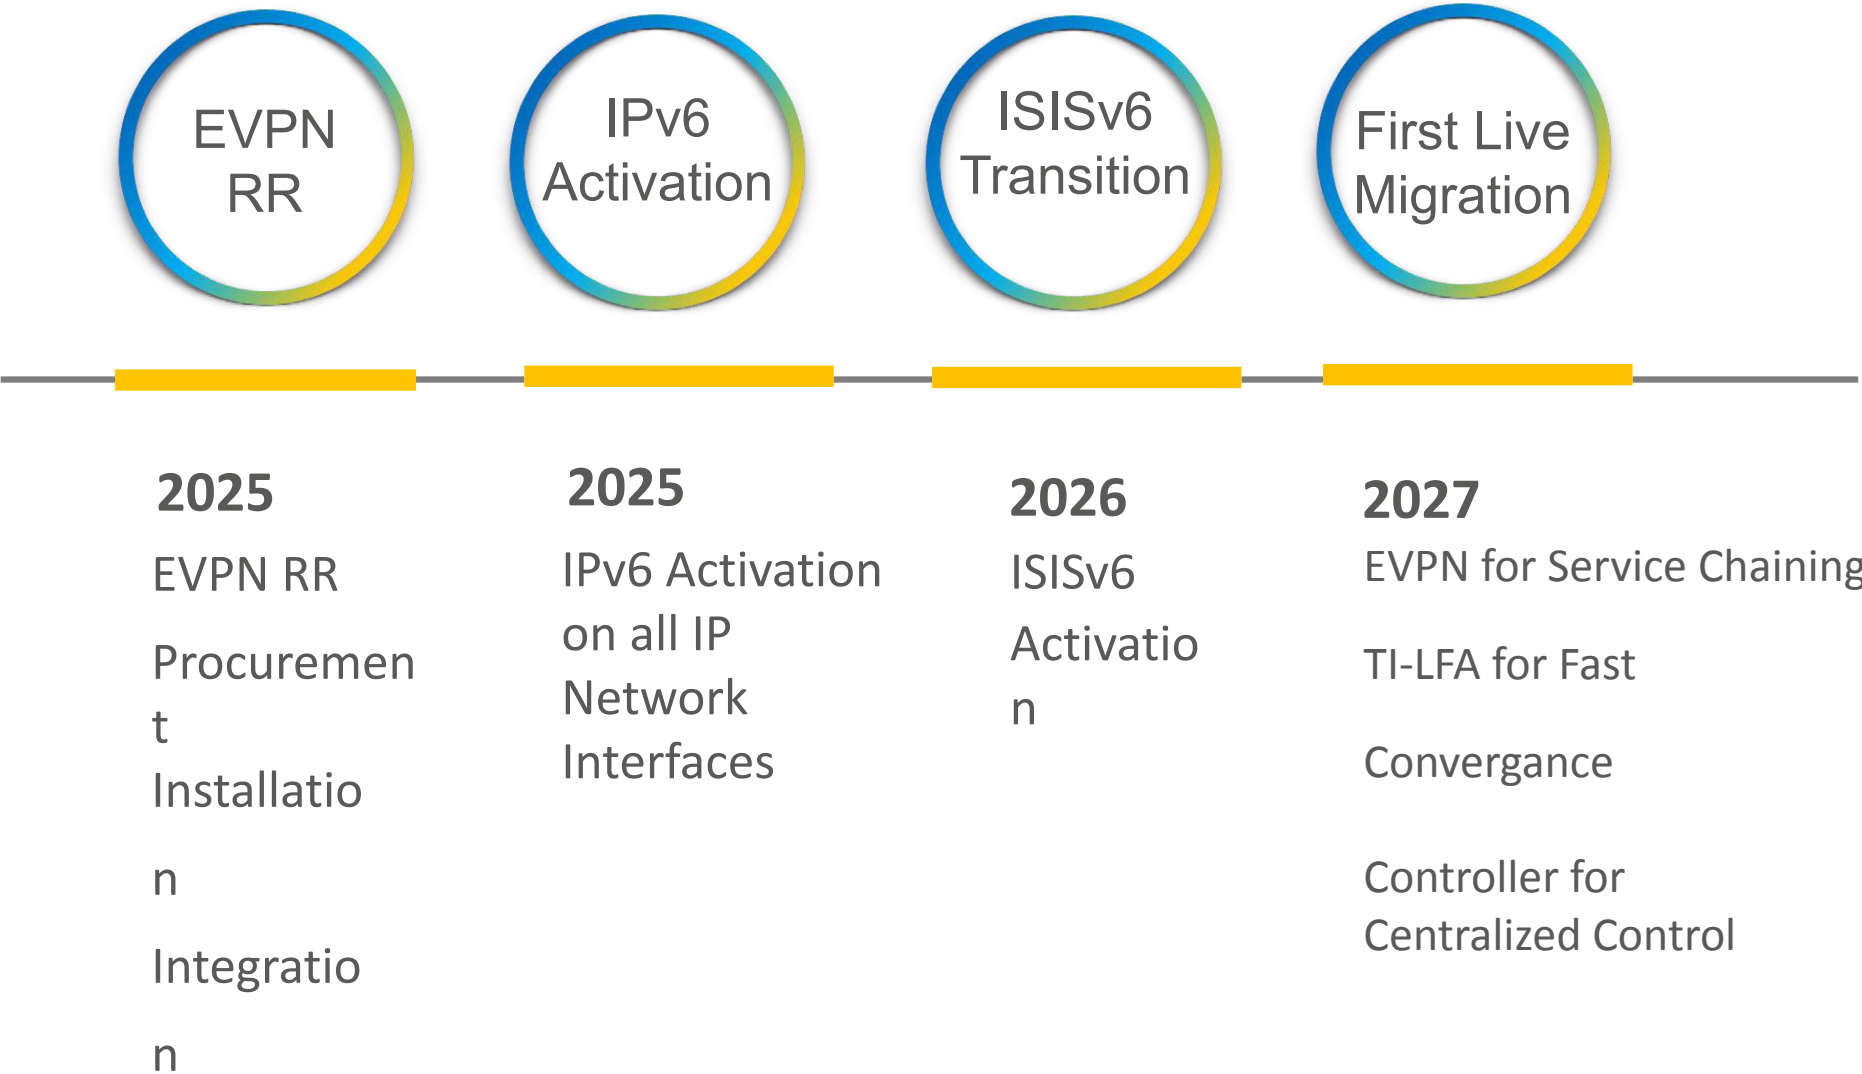 EVPN
RR
IPv6
Activation
ISISv6
Transition
First Live
Migration
2025
EVPN RR
Procuremen
t
Installatio
n
Integratio
n
2025
IPv6 Activation
on all IP
Network
Interfaces
2026
ISISv6
Activatio
n
2027
EVPN for Service Chaining
TI-LFA for Fast
Convergance
Controller for
Centralized Control